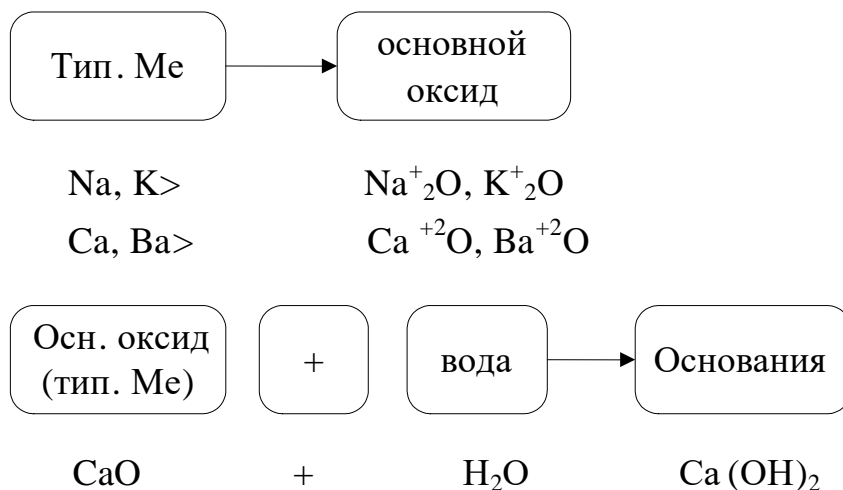 Тип. Ме основной оксид
Na, K> Na⁺₂O, K⁺₂O
Ca, Ba> Ca ⁺²O, Ba⁺²O
Осн. оксид (тип. Ме) + вода Основания
CaO + H₂O Ca (OH)₂